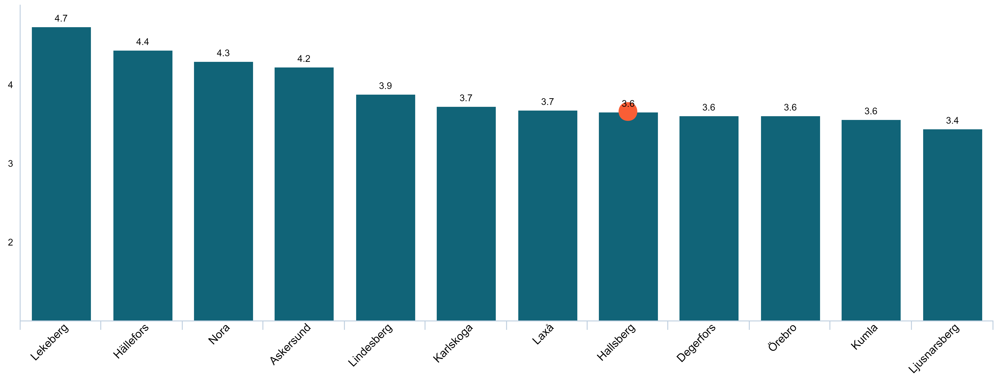 4.7
4.4
4.3
4.2
3.9
3.7
3.7
3.6
3.6
3.6
3.6
3.4
4
3
2
Lekeberg
Hällefors
Nora
Askersund
Lindesberg
Karlskoga
Laxå
Hallsberg
Degerfors
Örebro
Kumla
Ljusnarsberg